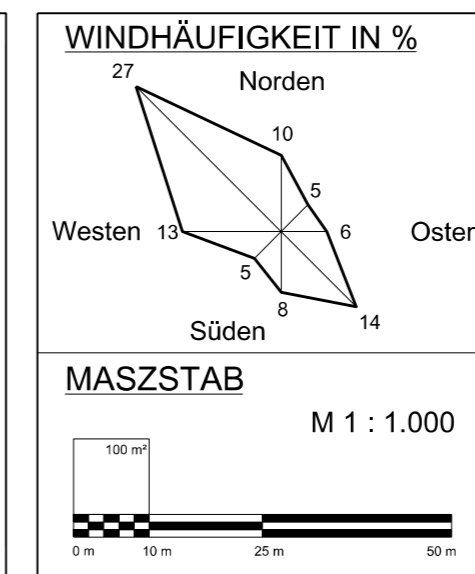 WINDHÄUFIGKEIT IN %
27
Norden
10
5
Westen 13 6 Osten
5
8 14
Süden
MASZSTAB
M 1 : 1.000
100 m²
0 m 10 m 25 m 50 m